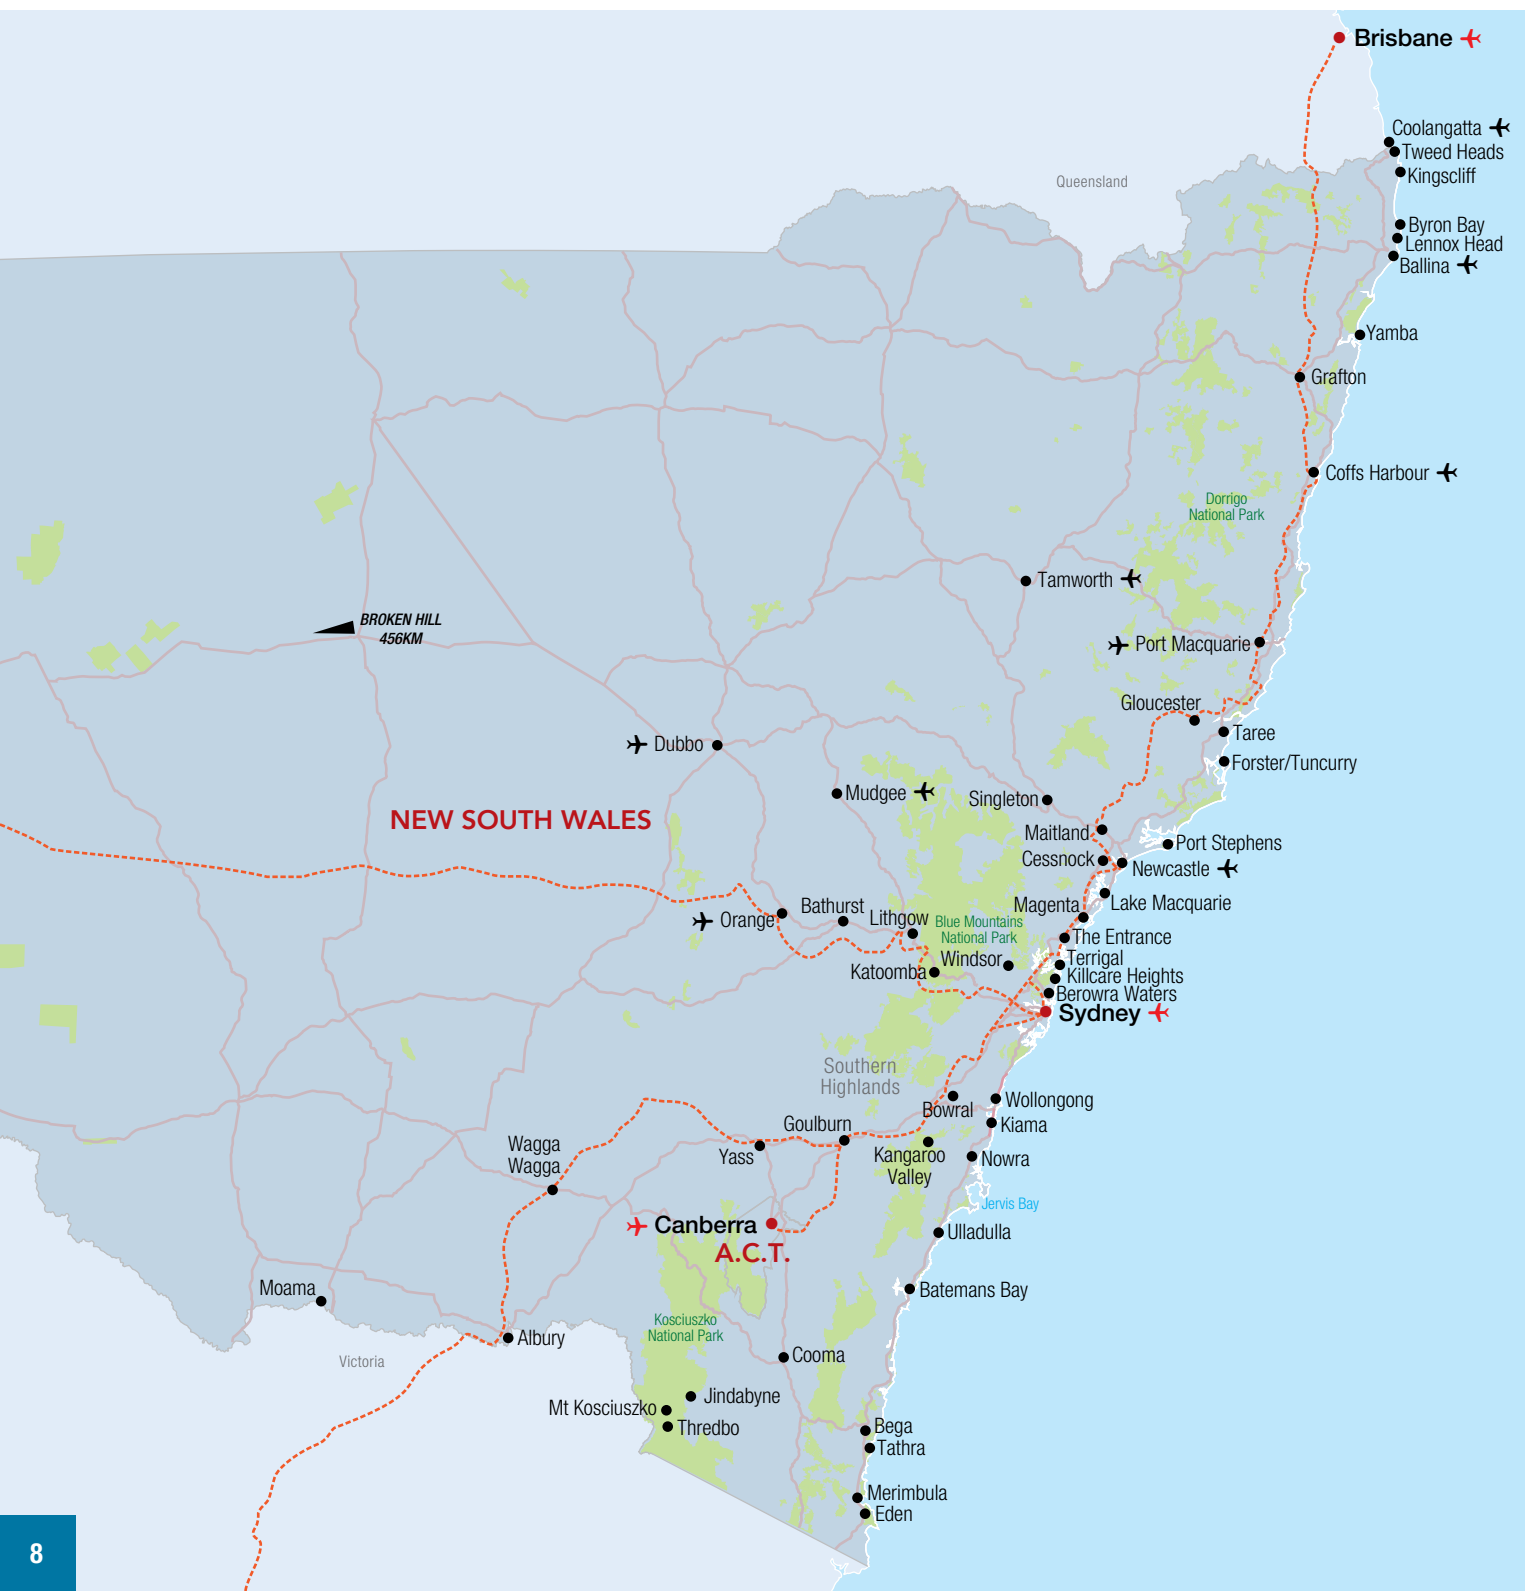 Brisbane
Coolangatta
Tweed Heads
Queensland
Kingscliff
Byron Bay
Lennox Head
Ballina
Yamba
Grafton
Coffs Harbour
Dorrigo
National Park
Tamworth
BROKEN HILL
456KM
Port Macquarie
Gloucester
Taree
Dubbo
Forster/Tuncurry
Mudgee
Singleton
NEW SOUTH WALES
Maitland
Port Stephens
Cessnock
Newcastle
Lake Macquarie
Magenta
Bathurst
Orange
Lithgow
Blue Mountains
National Park
The Entrance
Windsor
Terrigal
Katoomba
Killcare Heights
Berowra Waters
Sydney
Southern
Highlands
Wollongong
Bowral
Kiama
Goulburn
Wagga
Wagga
Yass
Kangaroo
Valley
Nowra
Jervis Bay
Canberra
A.C.T.
Ulladulla
Moama
Batemans Bay
Kosciuszko
National Park
Albury
Victoria
Cooma
Jindabyne
Mt Kosciuszko
Thredbo
Bega
Tathra
Merimbula
Eden
8